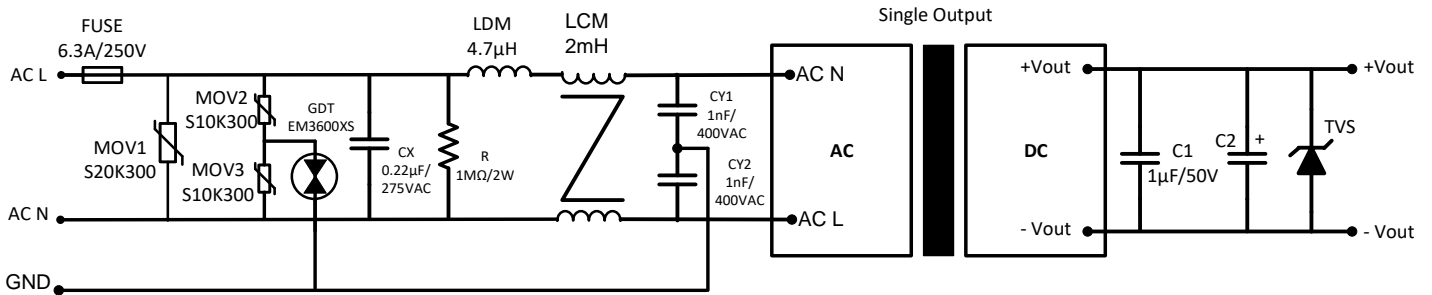 Single Output
FUSE
6.3A/250V
LDM
4.7µH
LCM
2mH
AC L
MOV1
S20K300
MOV2
S10K300
MOV3
S10K300
GDT
EM3600XS
CX
0.22µF/
275VAC
R
1MΩ/2W
CY1
1nF/
400VAC
CY2
1nF/
400VAC
AC N
GND
AC N
AC
AC L
+Vout
DC
- Vout
C1
1µF/50V
C2
+
TVS
+Vout
- Vout